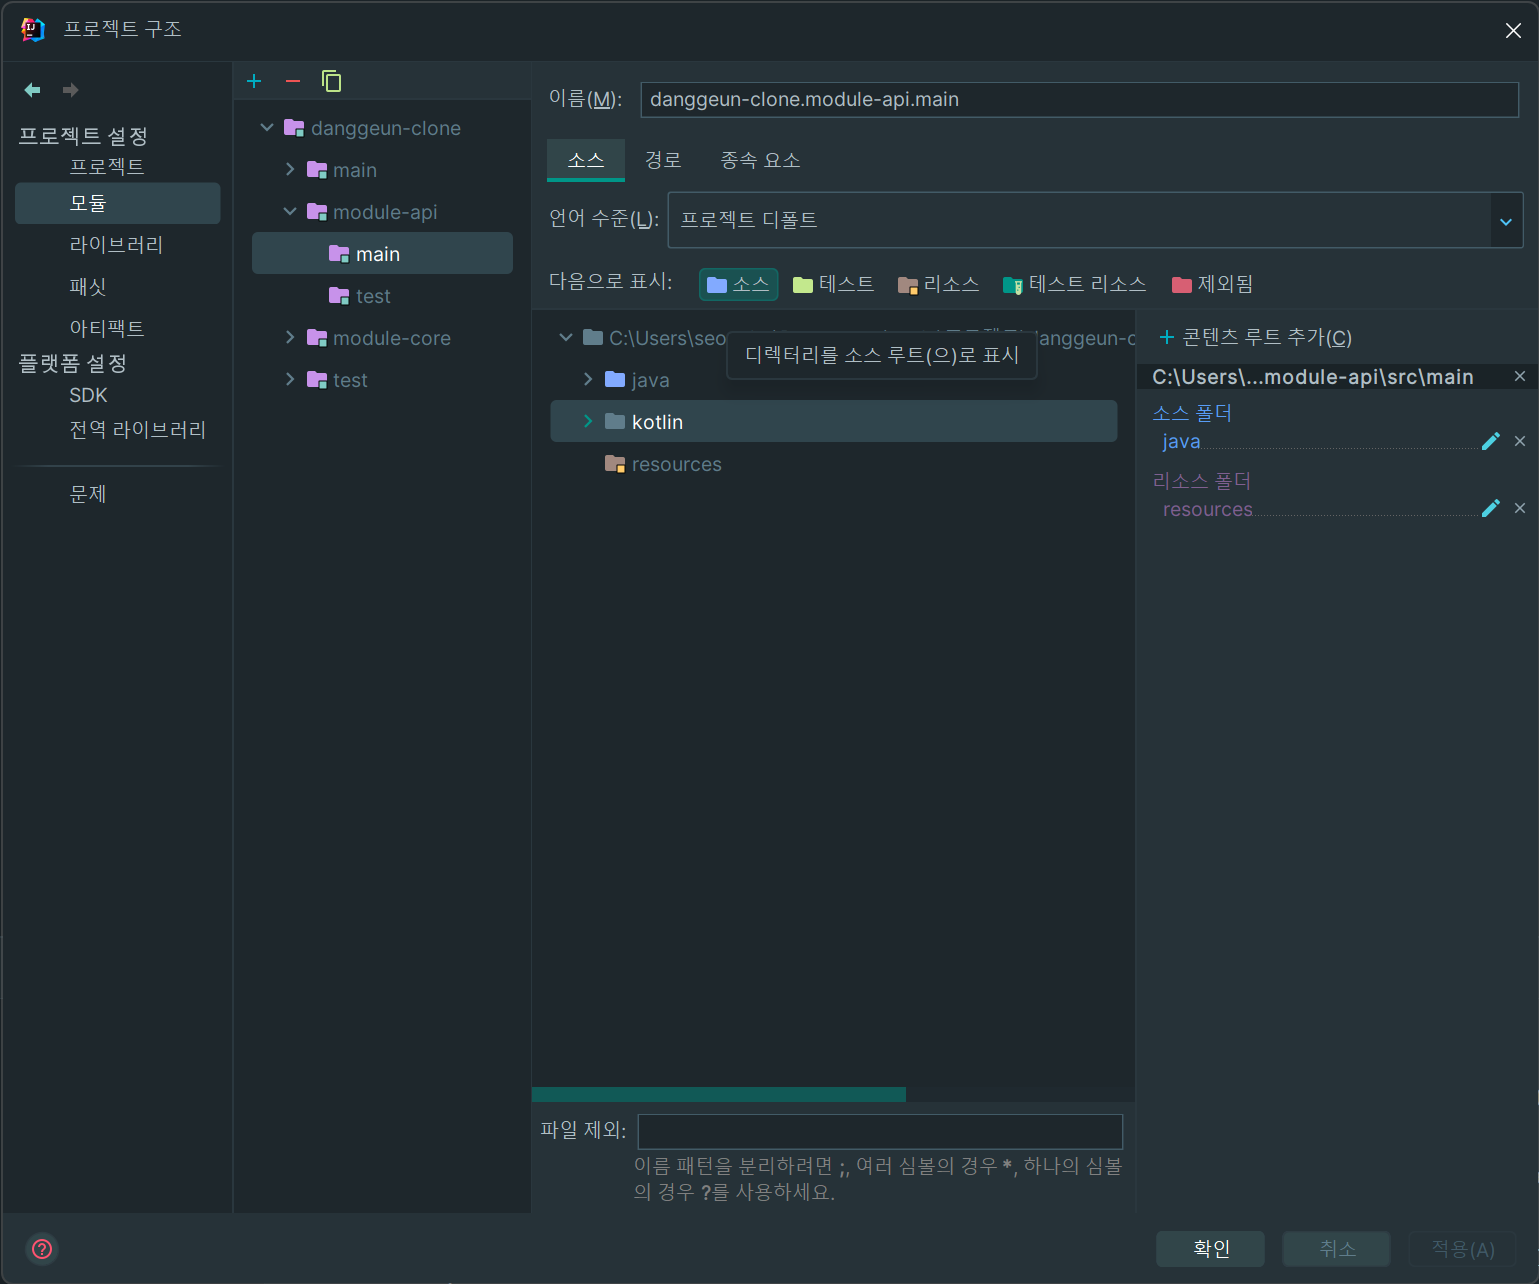 프로젝트 구조
프로젝트 설정
프로젝트
모듈
라이브러리
패싯
아티팩트
플랫폼 설정
SDK
전역 라이브러리
문제
danggeun-clone
main
module-api
main
test
module-core
test
이름(M): danggeun-clone.module-api.main
소스 경로 종속 요소
언어 수준(L): 프로젝트 디폴트
다음으로 표시: 소스 테스트 리소스 테스트 리소스 제외됨
C:\Users\seo
디렉터리를 소스 루트(으)로 표시
java
kotlin
resources
파일 제외:
이름 패턴을 분리하려면 ;, 여러 심볼의 경우 *, 하나의 심볼
의 경우 ?를 사용하세요.
콘텐츠 루트 추가(C)
C:\Users\...module-api\src\main
소스 폴더
java
리소스 폴더
resources
확인 취소 적용(A)